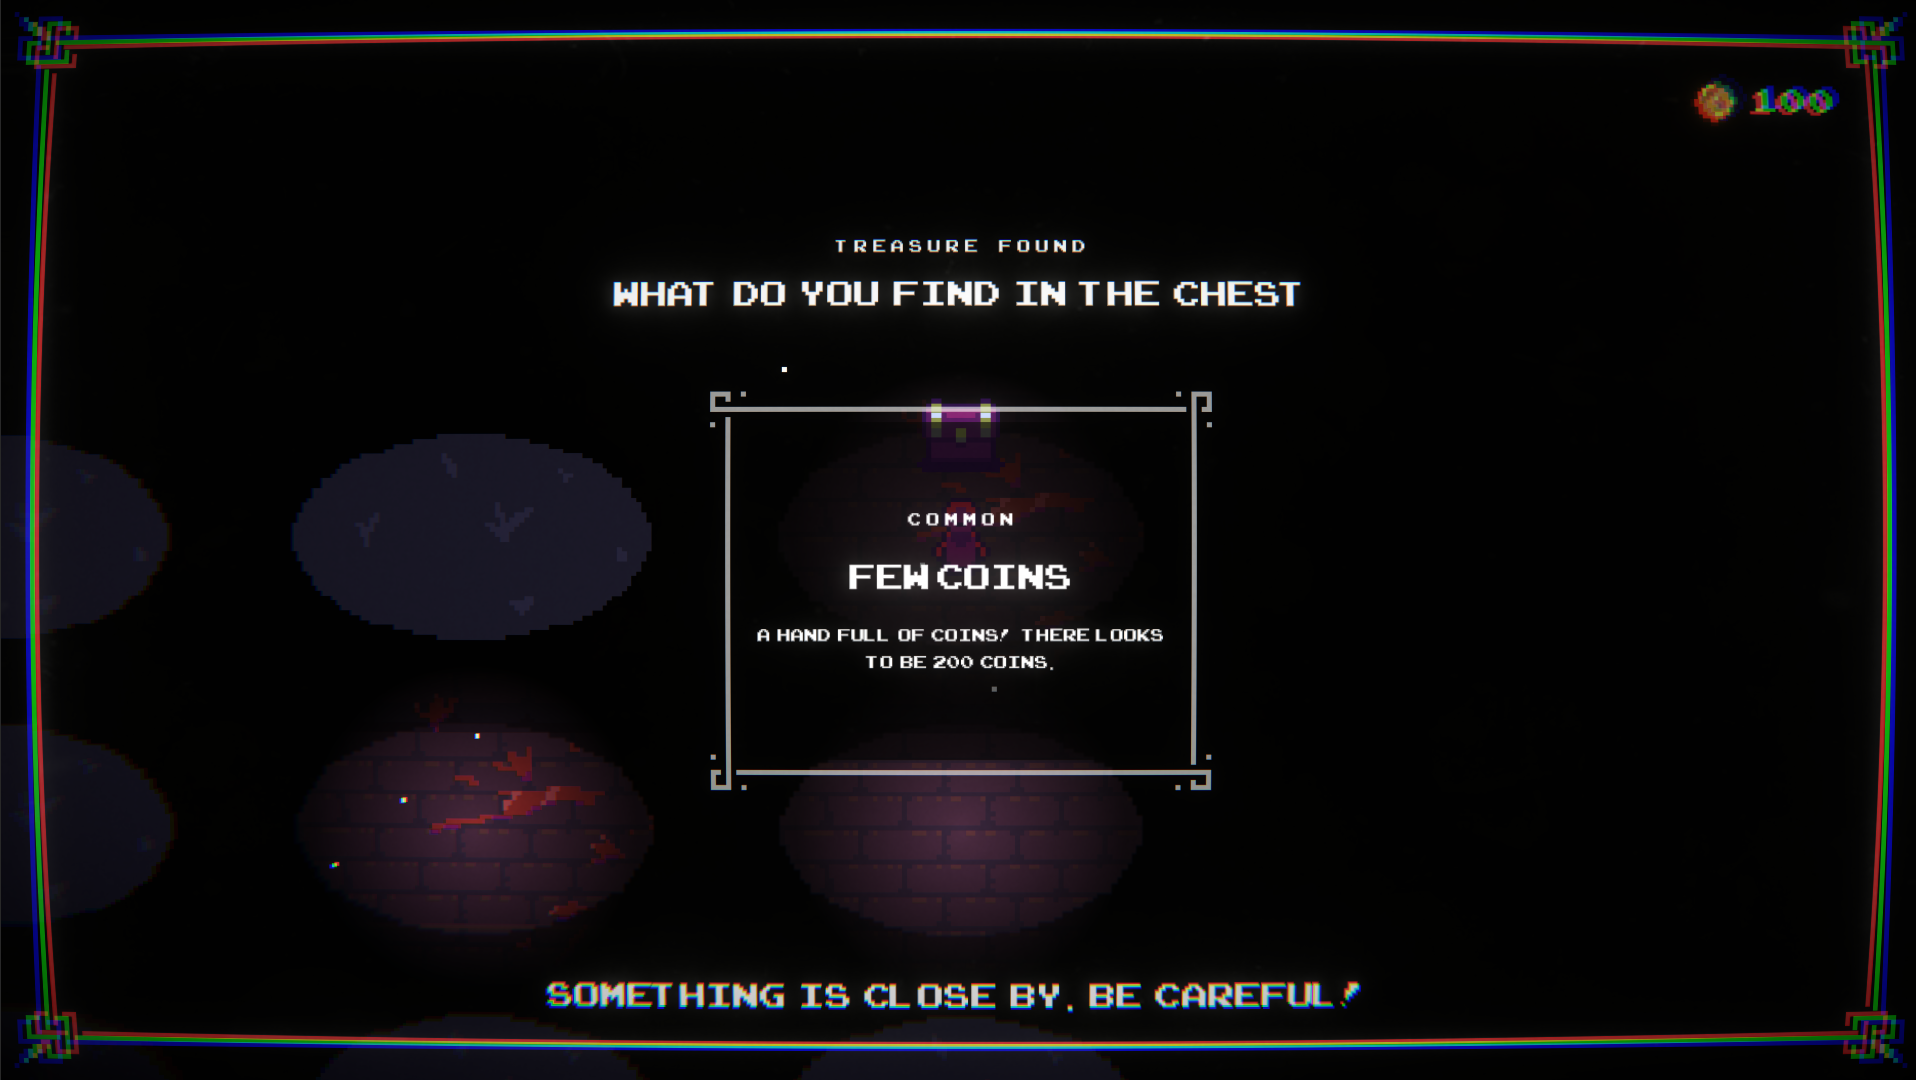 100
TREASURE FOUND
WHAT DO YOU FIND IN THE CHEST
COMMON
FEW COINS
A HAND FULL OF COINS! THERE LOOKS
TO BE 200 COINS.
SOMETHING IS CLOSE BY. BE CAREFUL!